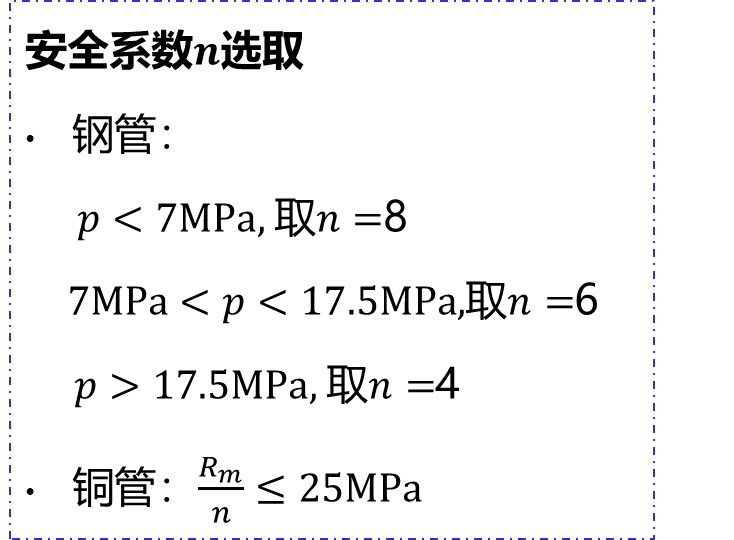 安全系数n选取
• 钢管：
p < 7MPa, 取n =8
7MPa < p < 17.5MPa,取n =6
p > 17.5MPa, 取n =4
• 铜管：R_m/n ≤ 25MPa